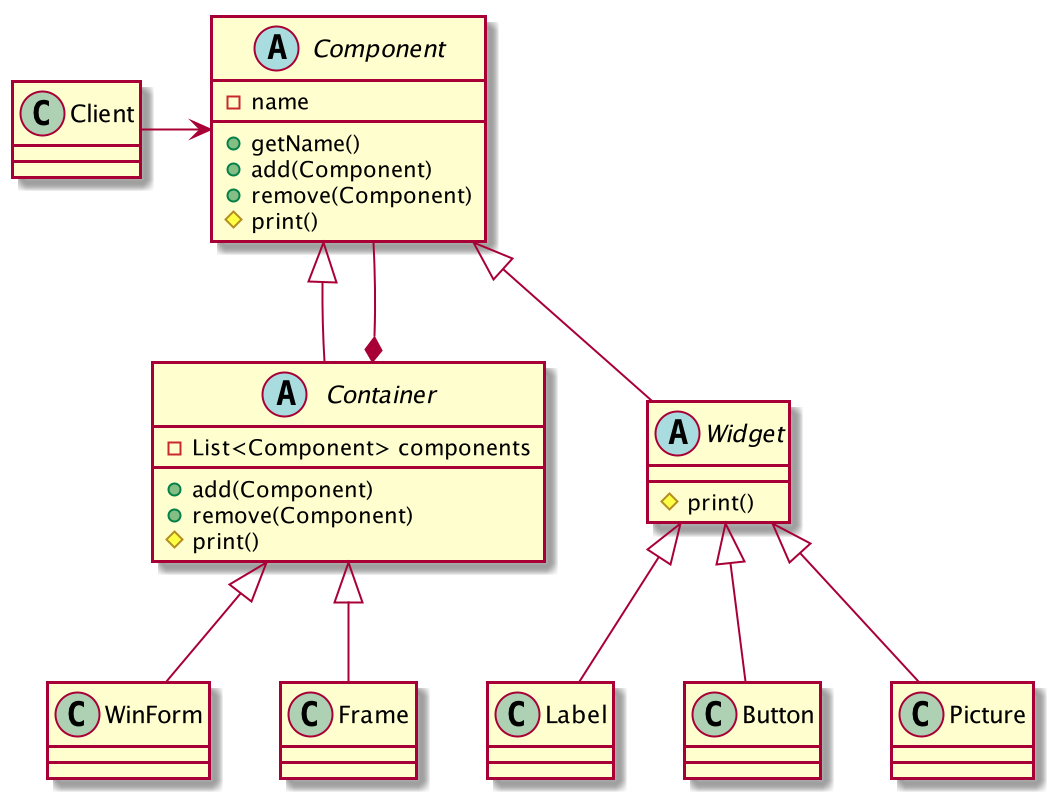 A Component
name
getName()
add(Component)
remove(Component)
print()
C Client
A Container
List<Component> components
add(Component)
remove(Component)
print()
A Widget
print()
C WinForm
C Frame
C Label
C Button
C Picture